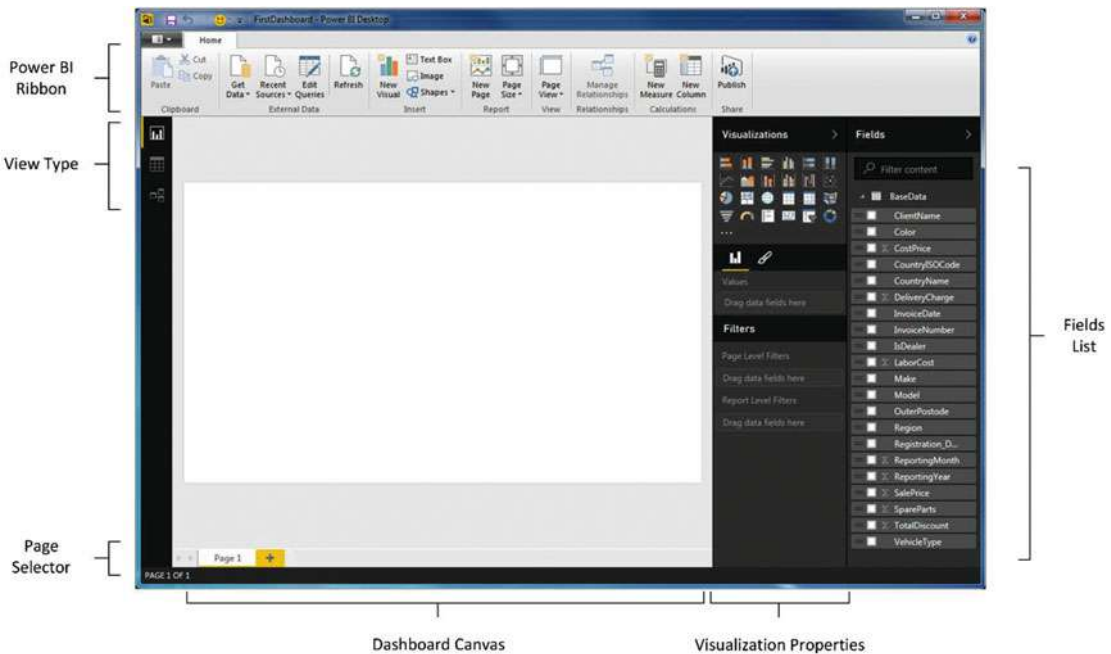 FirstDashboard - Power BI Desktop
Home
Power BI
Ribbon
Paste
Cut
Copy
Clipboard
Get
Data
Recent
Sources
Edit
Queries
External Data
Refresh
New
Visual
Text Box
Image
Shapes
Insert
New
Page
Page
Size
Report
Page
View
View
Manage
Relationships
Relationships
New
Measure
New
Column
Calculations
Publish
Share
View Type
Visualizations
Values
Drag data fields here
Filters
Page Level Filters
Drag data fields here
Report Level Filters
Drag data fields here
Fields
Filter content
BaseData
ClientName
Color
Σ CostPrice
CountryISOCode
CountryName
Σ DeliveryCharge
InvoiceDate
InvoiceNumber
IsDealer
Σ LaborCost
Make
Model
OuterPostode
Region
Registration_D...
Σ ReportingMonth
Σ ReportingYear
Σ SalePrice
Σ SpareParts
Σ TotalDiscount
VehicleType
Fields
List
Page
Selector
Page 1
PAGE 1 OF 1
Dashboard Canvas
Visualization Properties